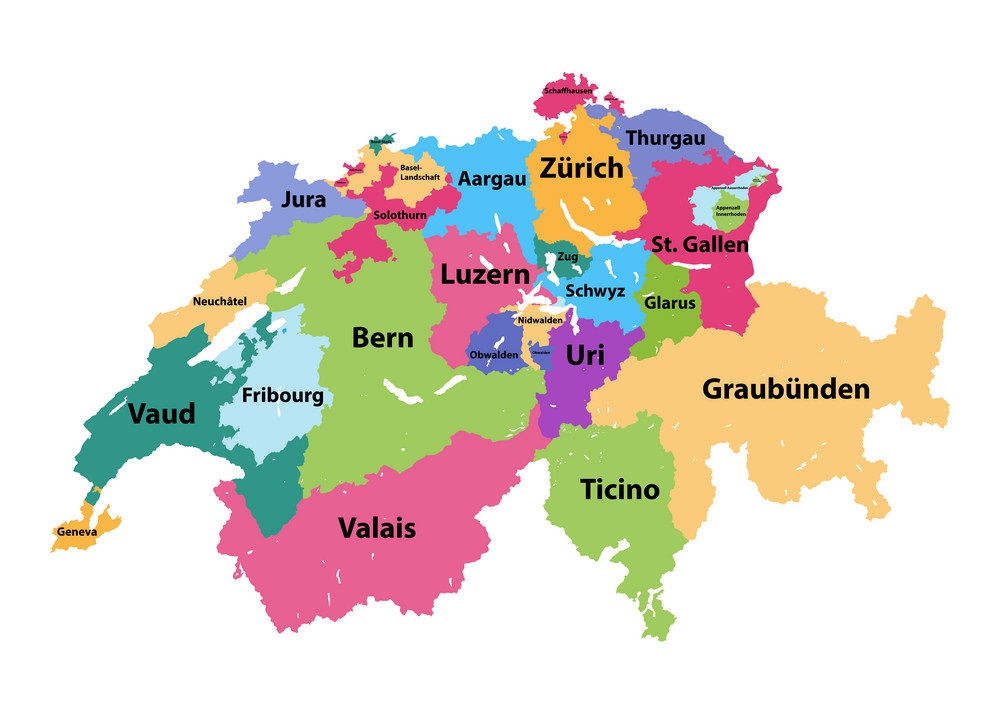 Schaffhausen
Thurgau
Basel-Stadt
Zürich
Basel-
Landschaft
Aargau
Appenzell Ausserrhoden
Jura
Solothurn
Appenzell
Innerrhoden
St. Gallen
Zug
Luzern
Schwyz
Neuchâtel
Glarus
Nidwalden
Bern
Obwalden
Obwalden
Uri
Fribourg
Graubünden
Vaud
Ticino
Valais
Geneva